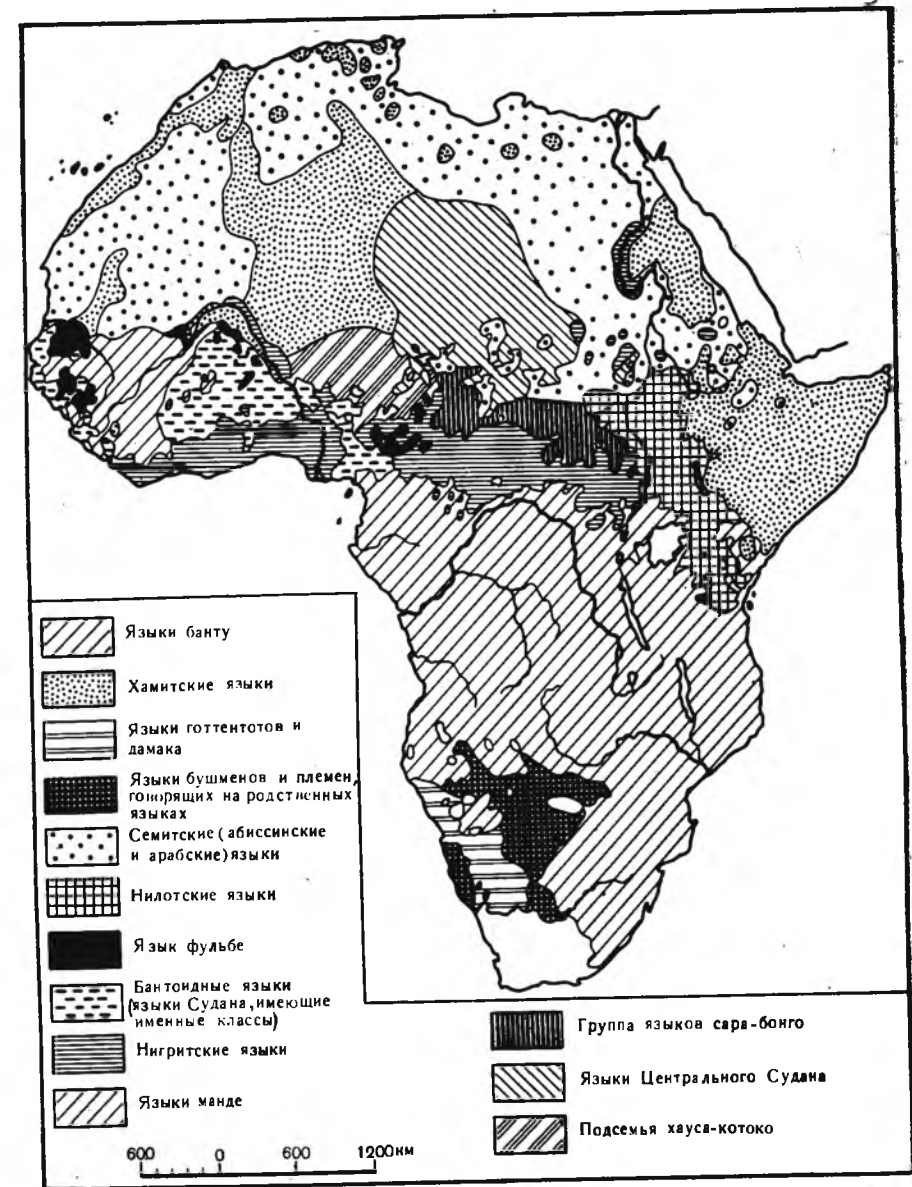 Языки банту
Хамитские языки
Языки готтентотов и
дамака
Языки бушменов и племен,
говорящих на родственных
языках
Семитские (абиссинские
и арабские) языки
Нилотские языки
Язык фульбе
Бантоидные языки
(языки Судана, имеющие
именные классы)
Нигритские языки
Языки манде
600 0 600 1200км
Группа языков сара-бонго
Языки Центрального Судана
Подсемья хауса-котоко